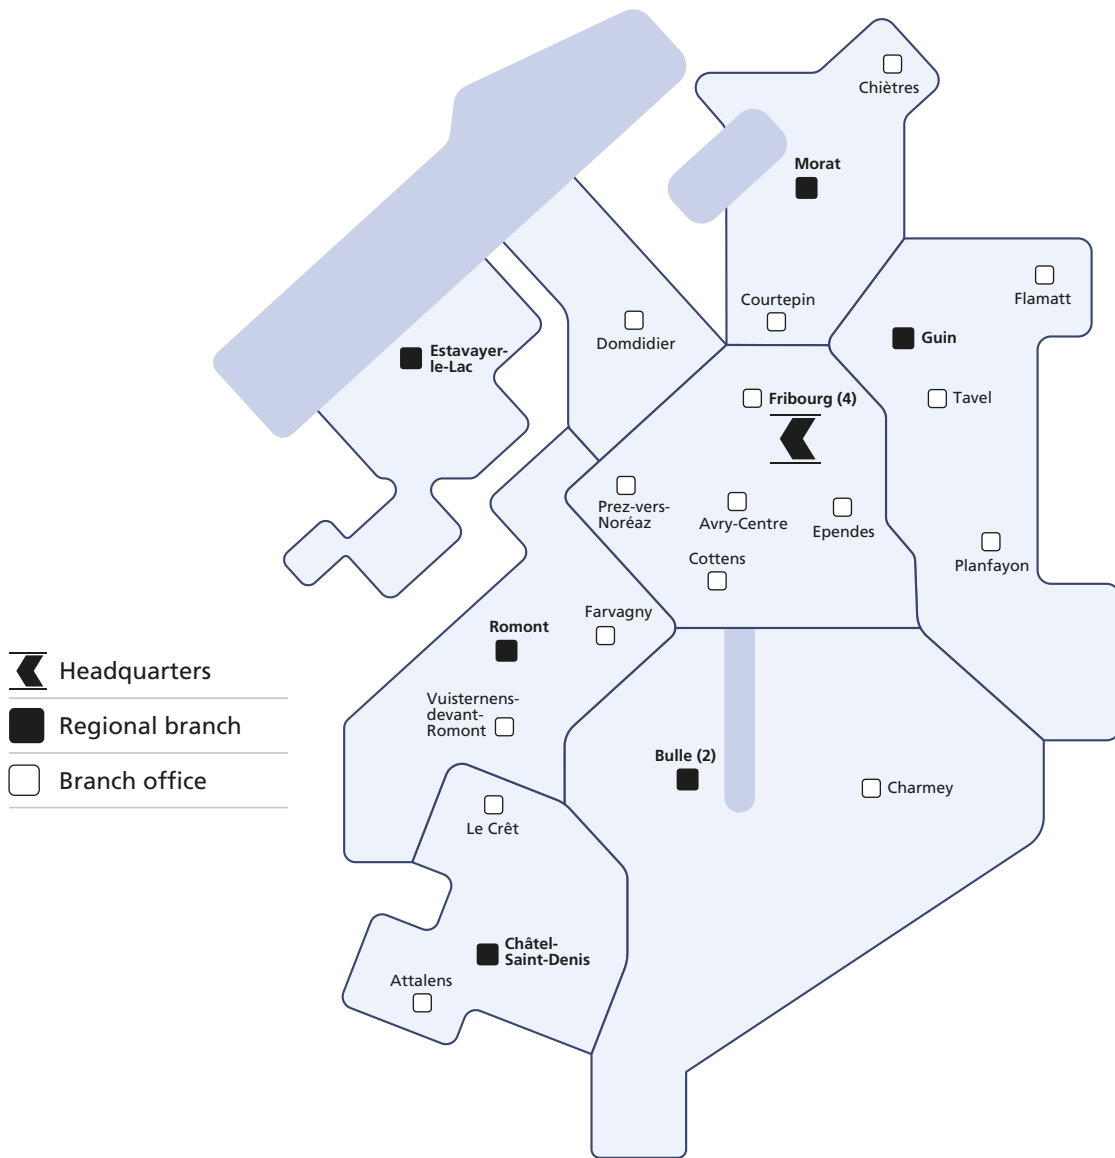 Chiètres
Morat
Flamatt
Courtepin
Domdidier
Guin
Estavayer-
le-Lac
Fribourg (4)
Tavel
Prez-vers-
Noréaz
Avry-Centre
Ependes
Cottens
Planfayon
Farvagny
Romont
Headquarters
Vuisternens-
devant-
Romont
Regional branch
Bulle (2)
Branch office
Charmey
Le Crêt
Châtel-
Saint-Denis
Attalens